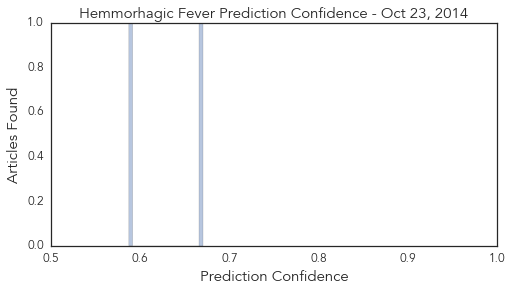 Hemmorhagic Fever Prediction Confidence - Oct 23, 2014
1.0
0.8
0.6
0.4
0.2
0.0
Articles Found
0.5 0.6 0.7 0.8 0.9 1.0
Prediction Confidence